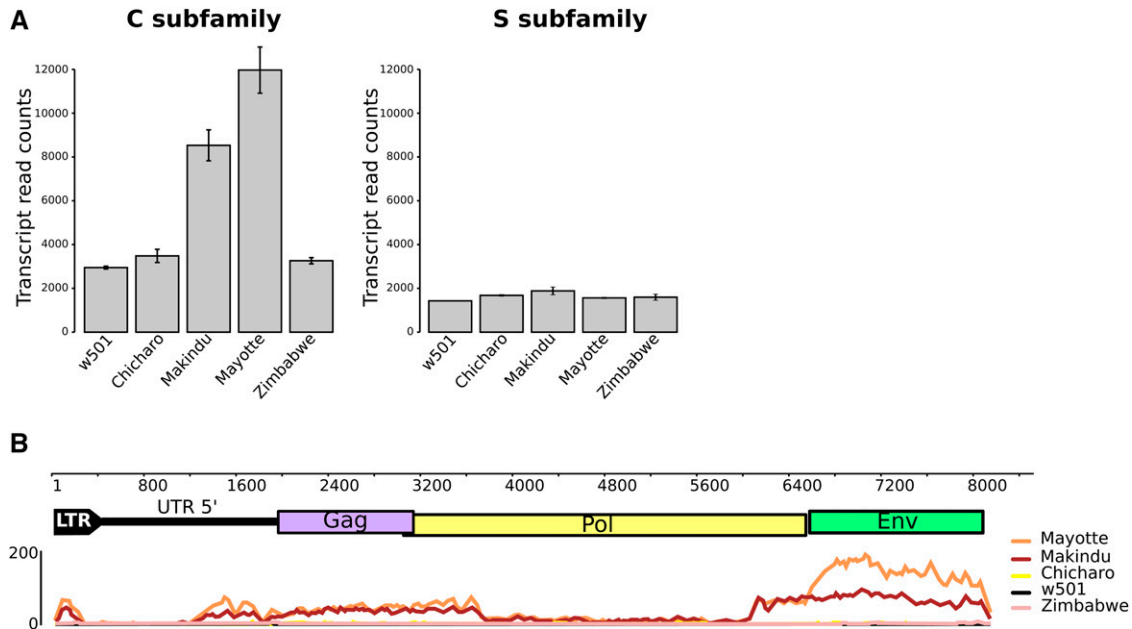 A
C subfamily
S subfamily
Transcript read counts
12000
10000
8000
6000
4000
2000
0
w501
Chicharo
Makindu
Mayotte
Zimbabwe
Transcript read counts
12000
10000
8000
6000
4000
2000
0
w501
Chicharo
Makindu
Mayotte
Zimbabwe
B
1 800 1600 2400 3200 4000 4800 5600 6400 7200 8000
UTR 5'
LTR Gag Pol Env
200
0
Mayotte
Makindu
Chicharo
w501
Zimbabwe